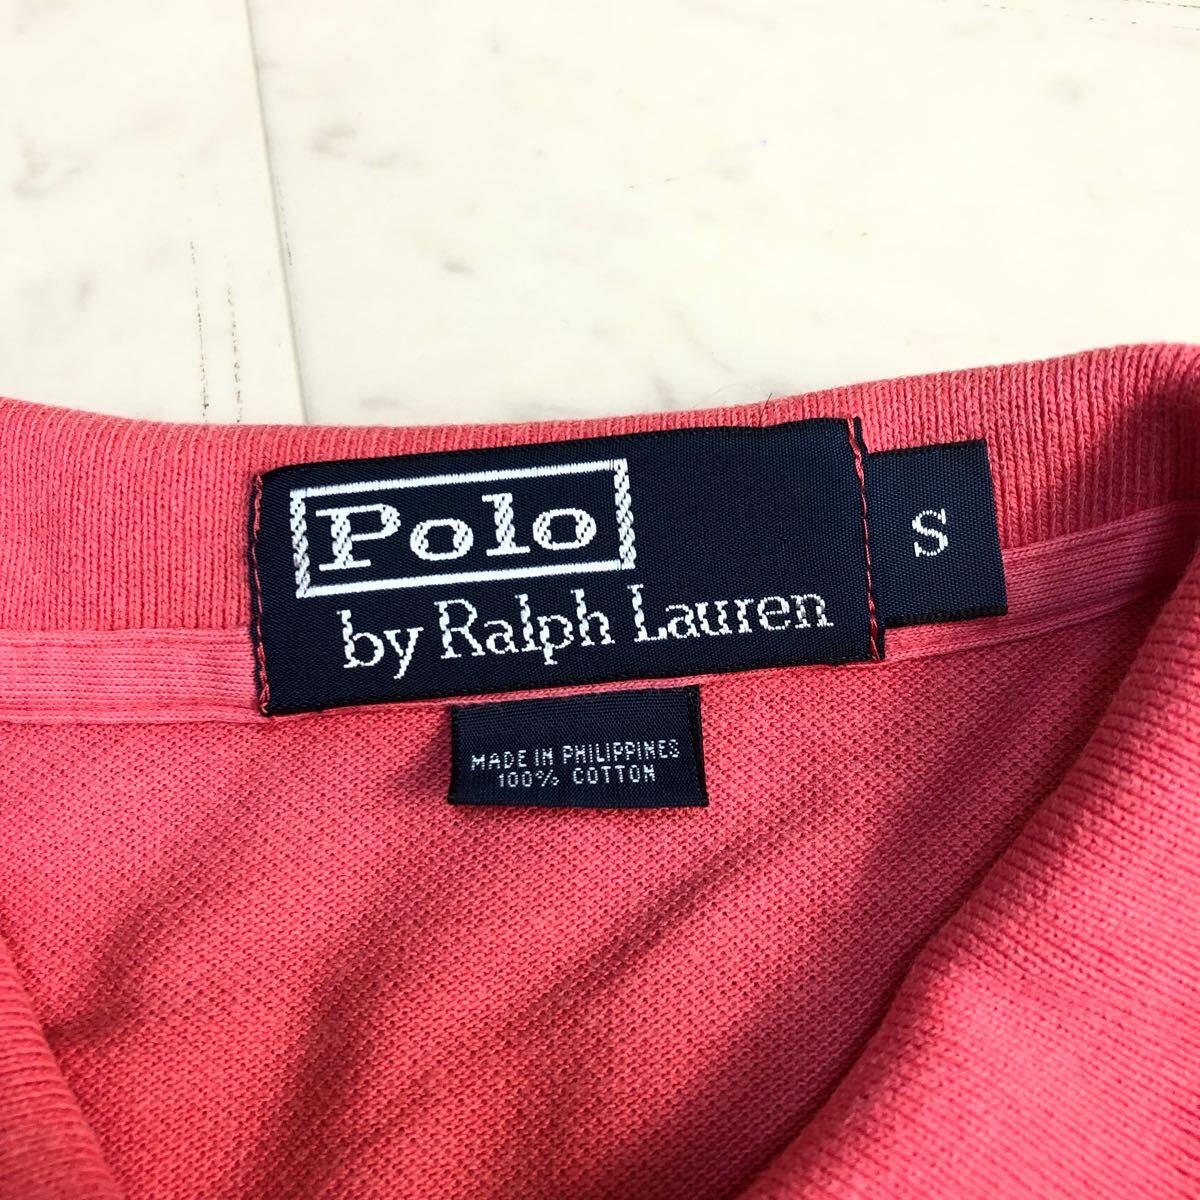 Polo
by Ralph Lauren
S
MADE IN PHILIPPINES
100% COTTON